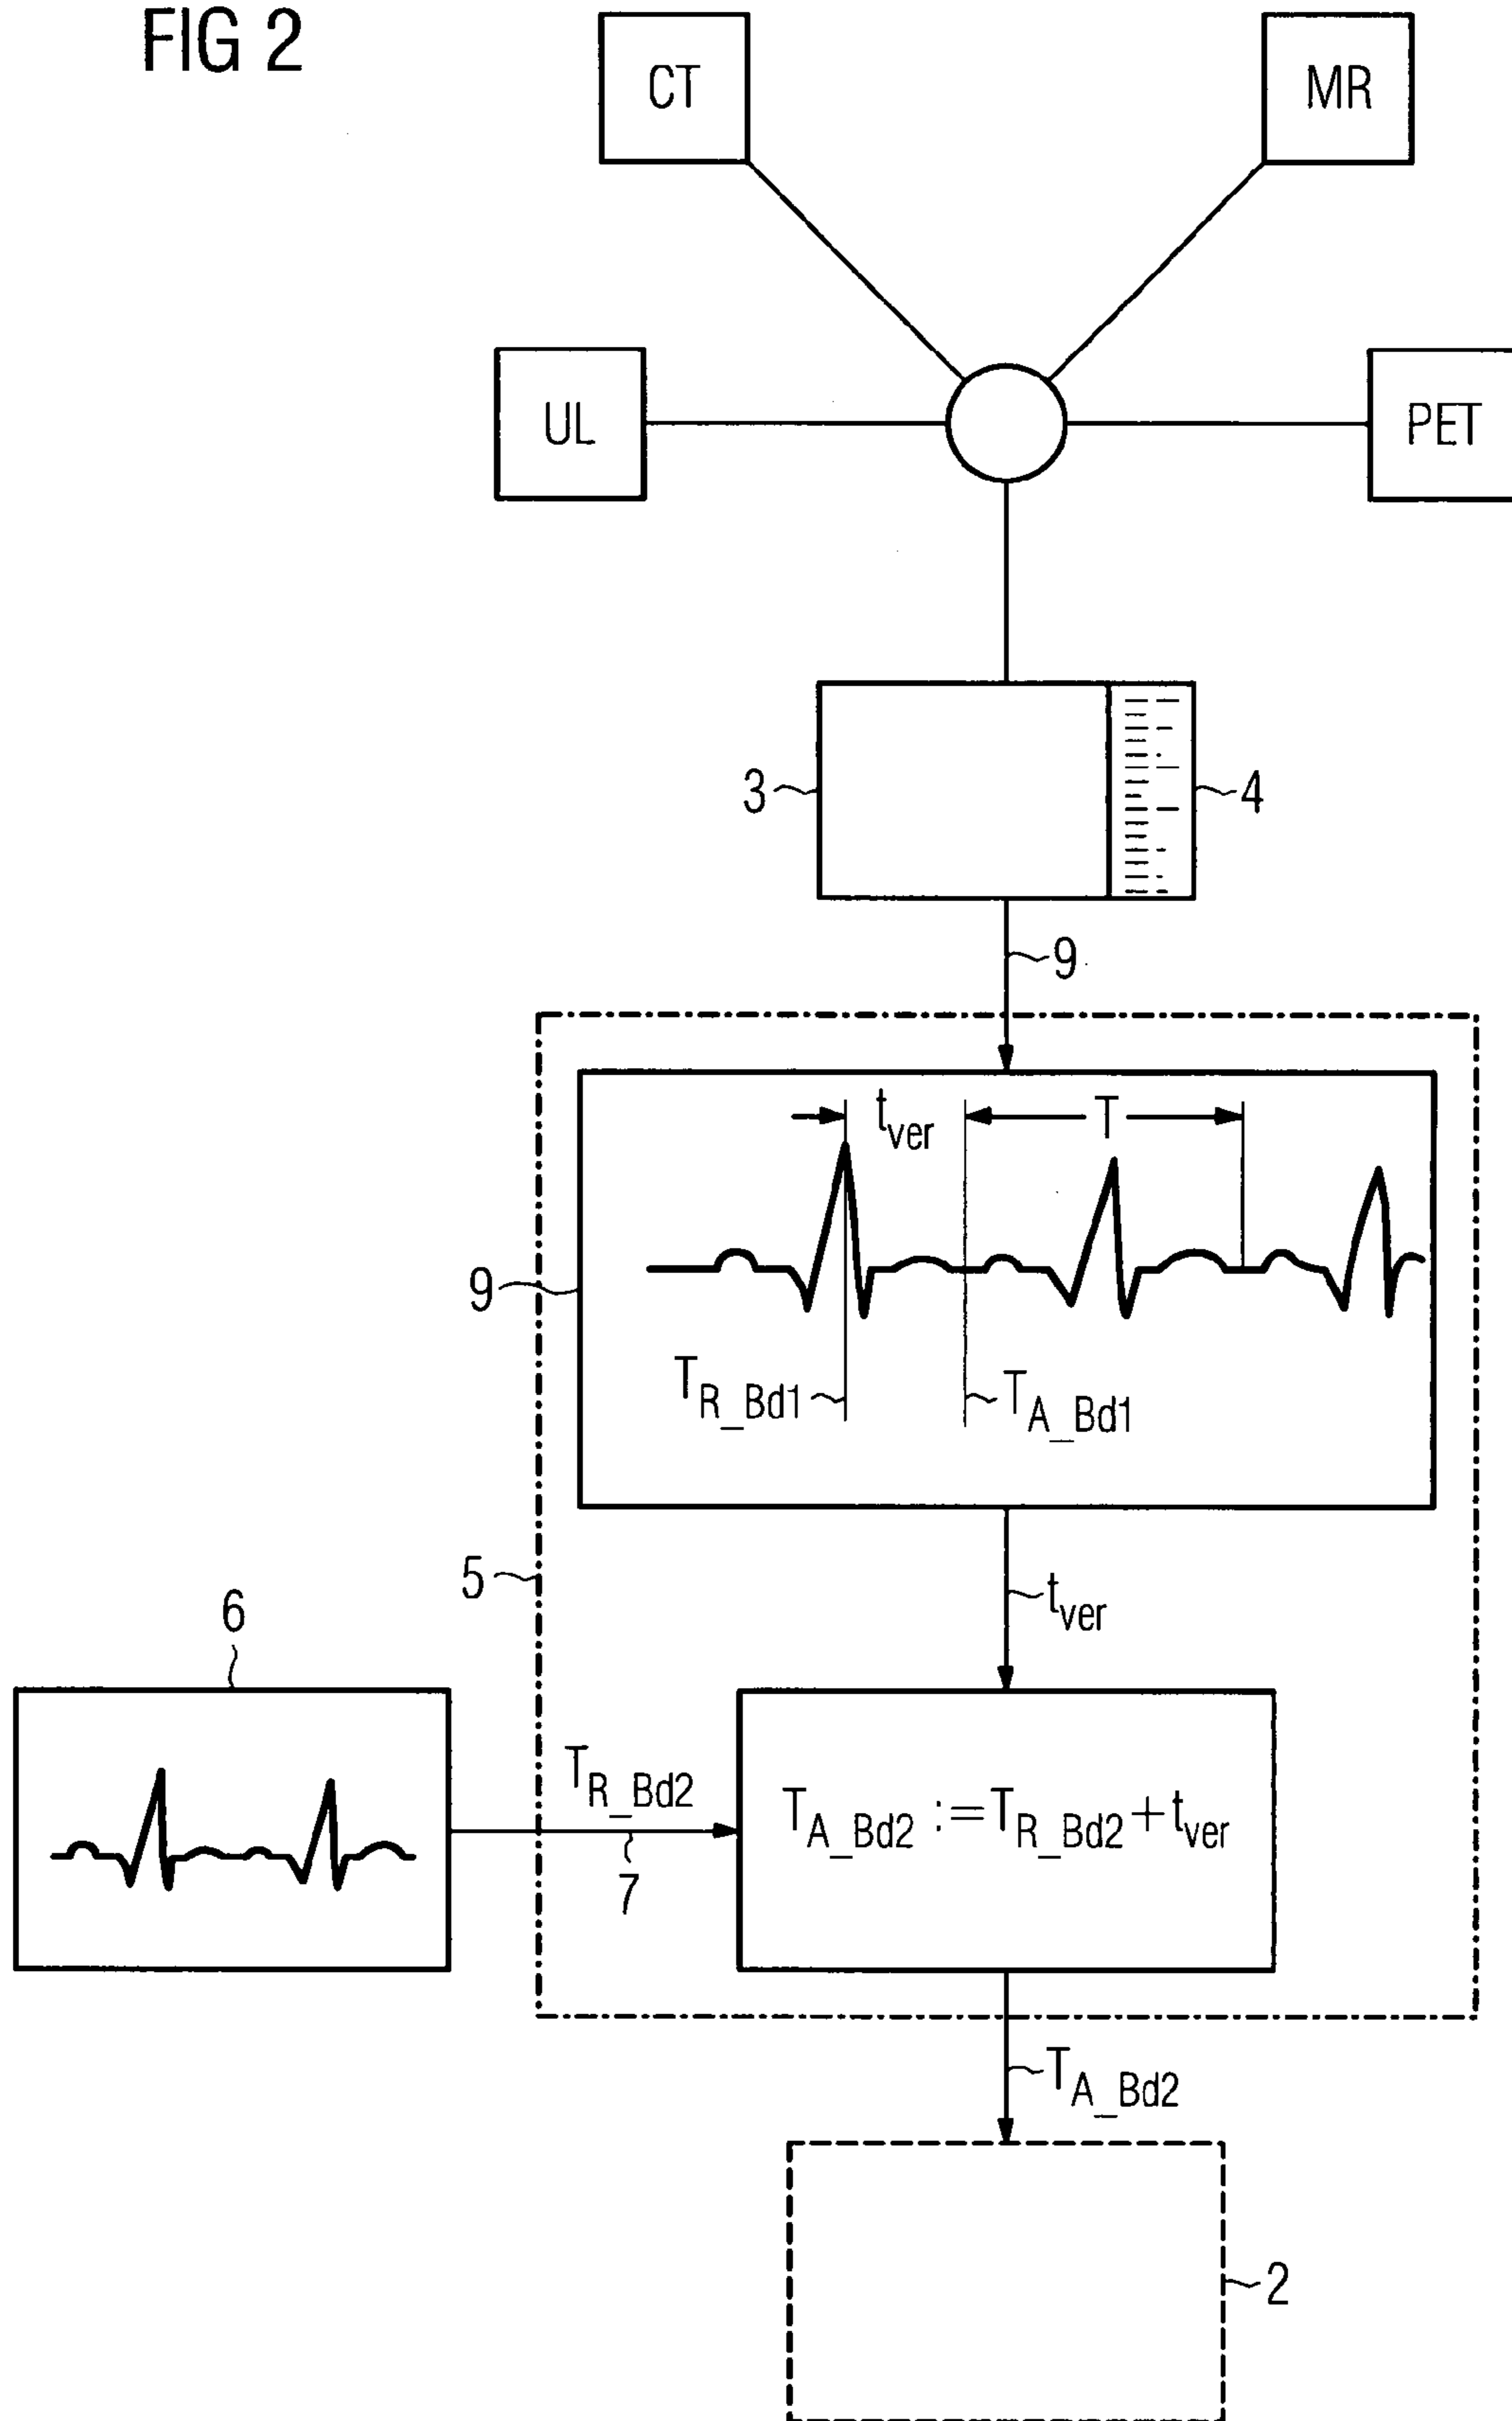 FIG 2
CT
MR
UL
PET
3
4
9
t_ver
T
9
T_R_Bd1
T_A_Bd1
5
t_ver
6
T_R_Bd2
T_A_Bd2 := T_R_Bd2 + t_ver
7
T_A_Bd2
2